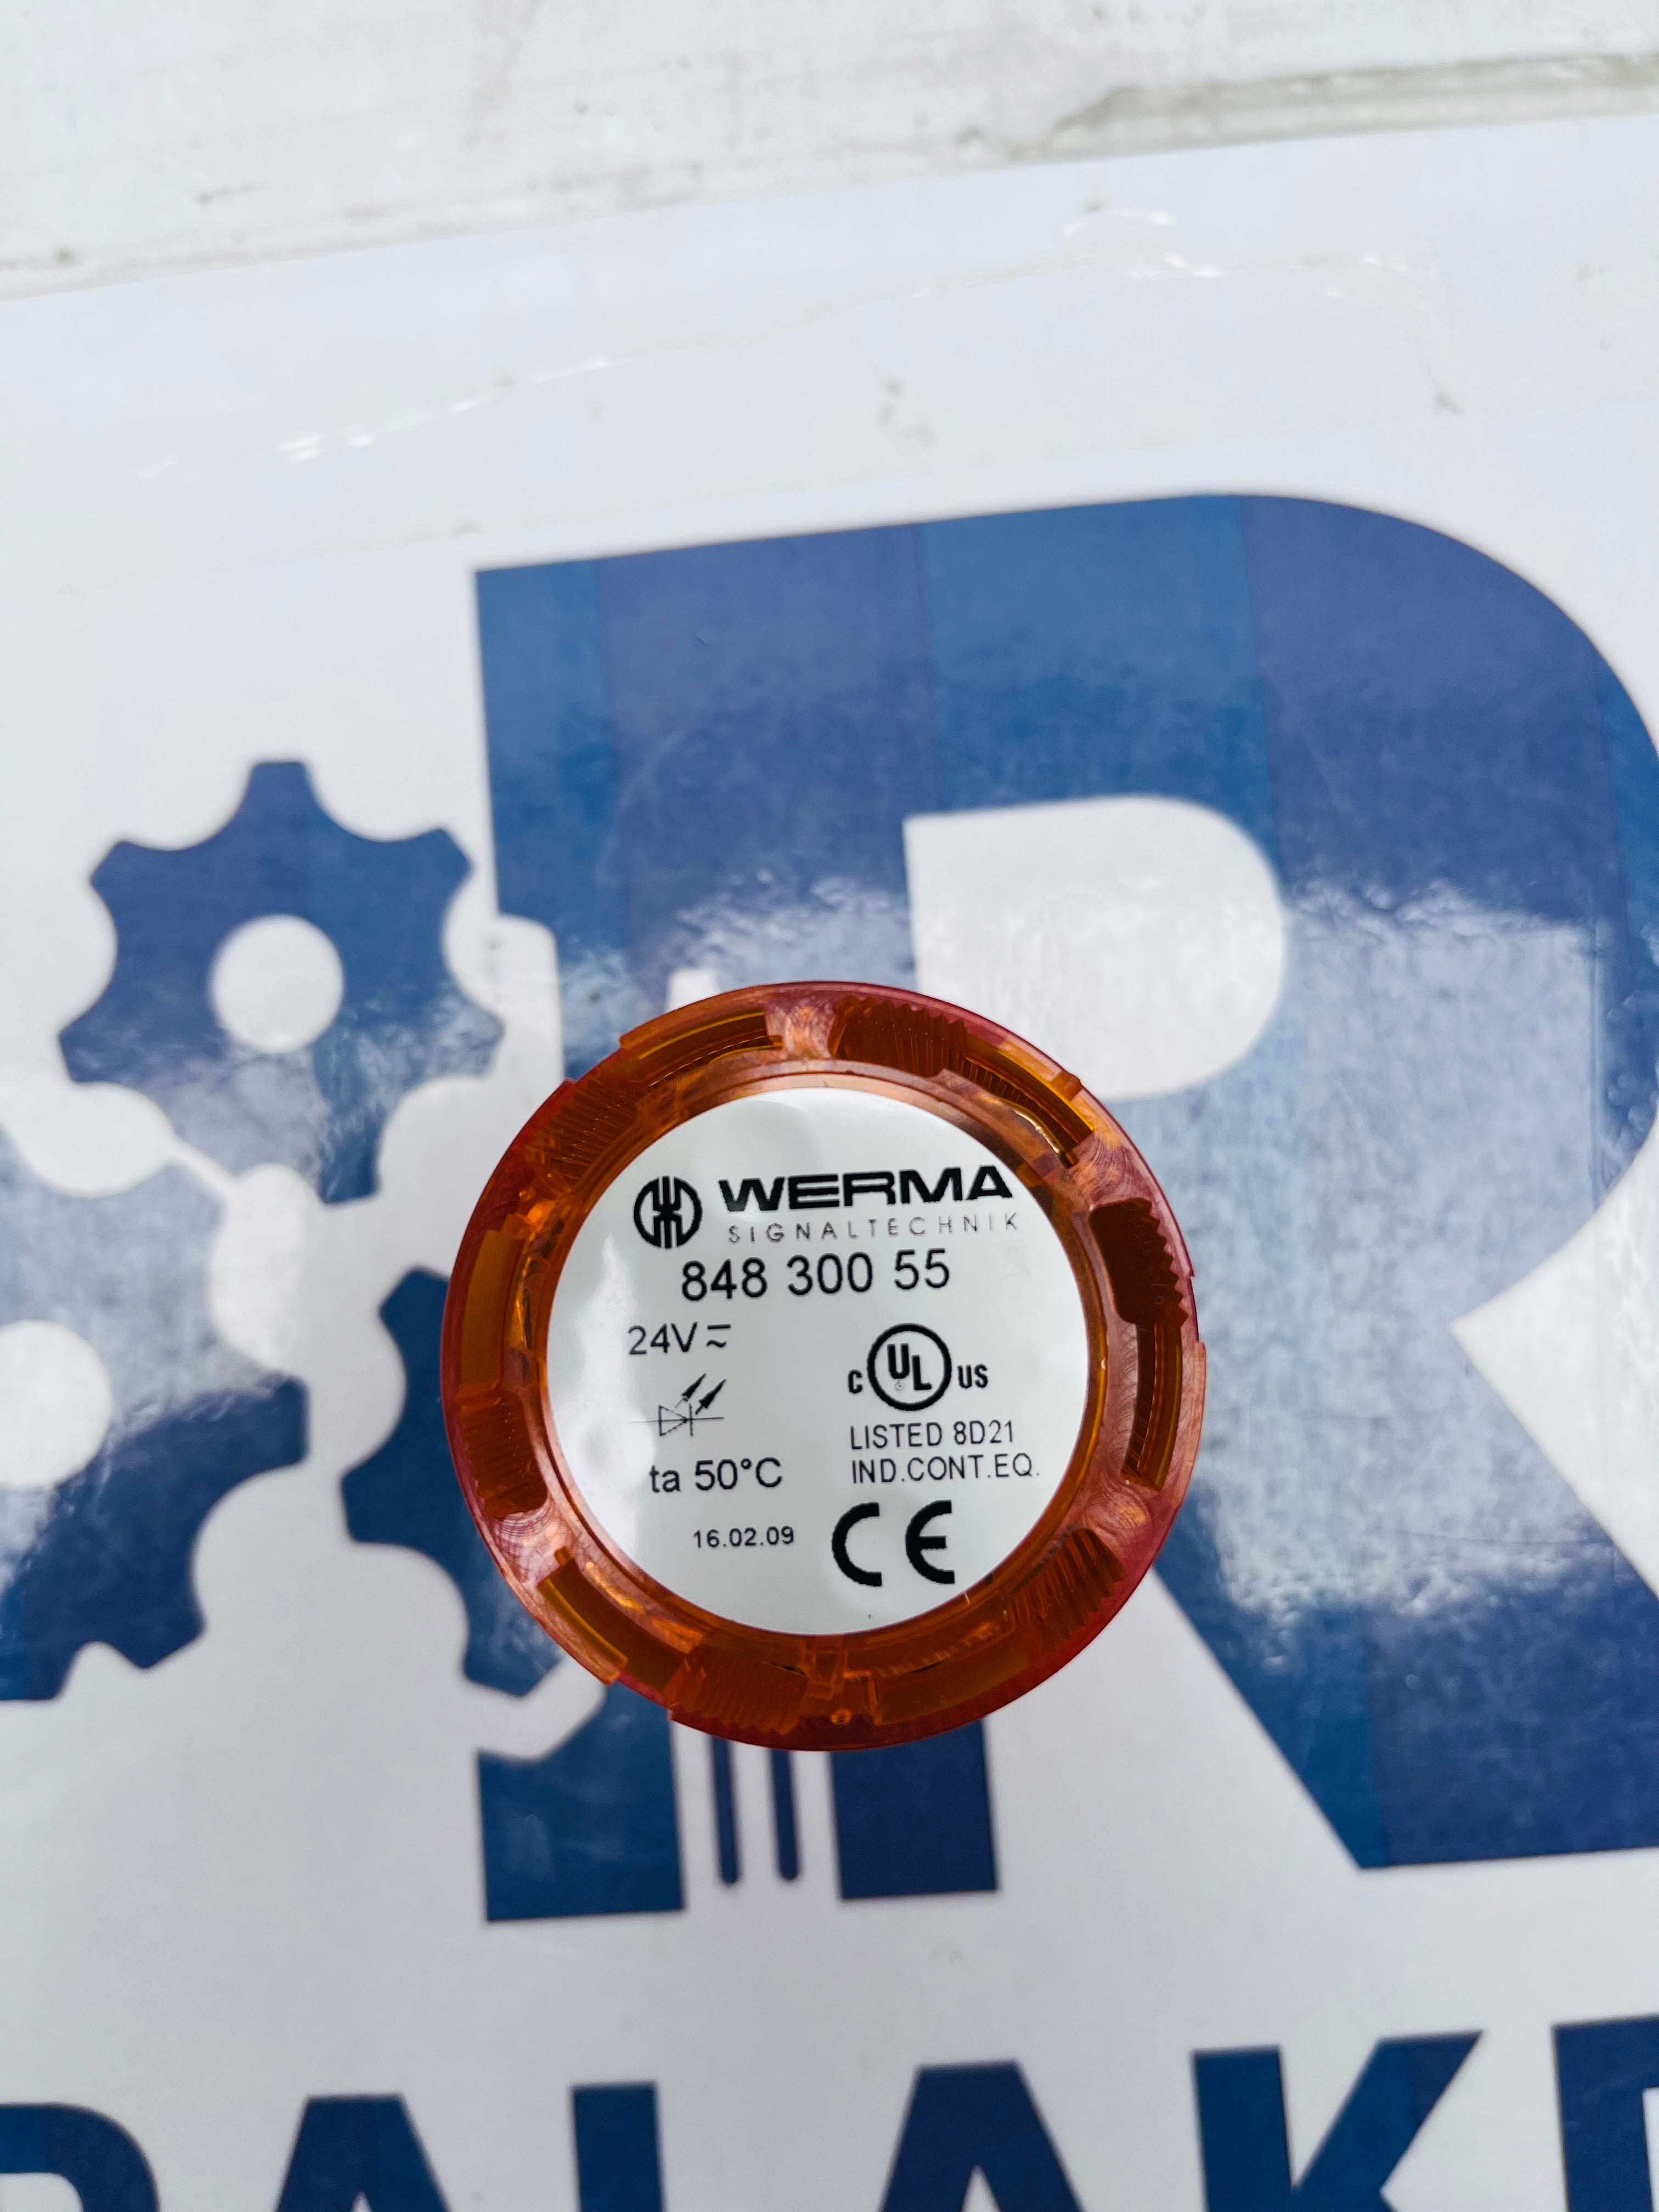 WERMA
SIGNALTECHNIK
848 300 55
24V ⎓ ~
C UL US
LISTED 8D21
IND.CONT.EQ.
ta 50°C
16.02.09
CE
R